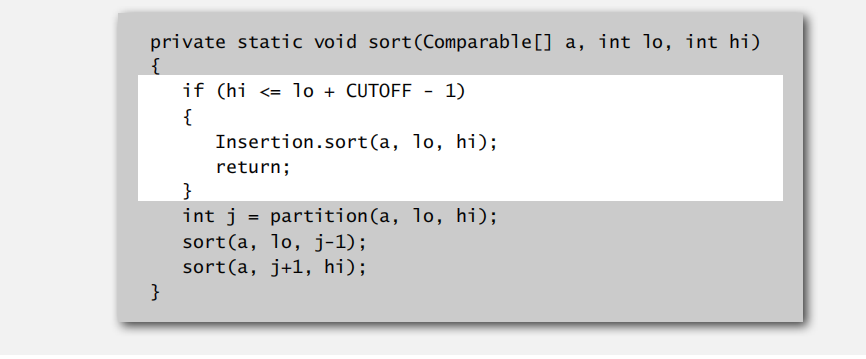 private static void sort(Comparable[] a, int lo, int hi)
{
   if (hi <= lo + CUTOFF - 1)
   {
      Insertion.sort(a, lo, hi);
      return;
   }
   int j = partition(a, lo, hi);
   sort(a, lo, j-1);
   sort(a, j+1, hi);
}